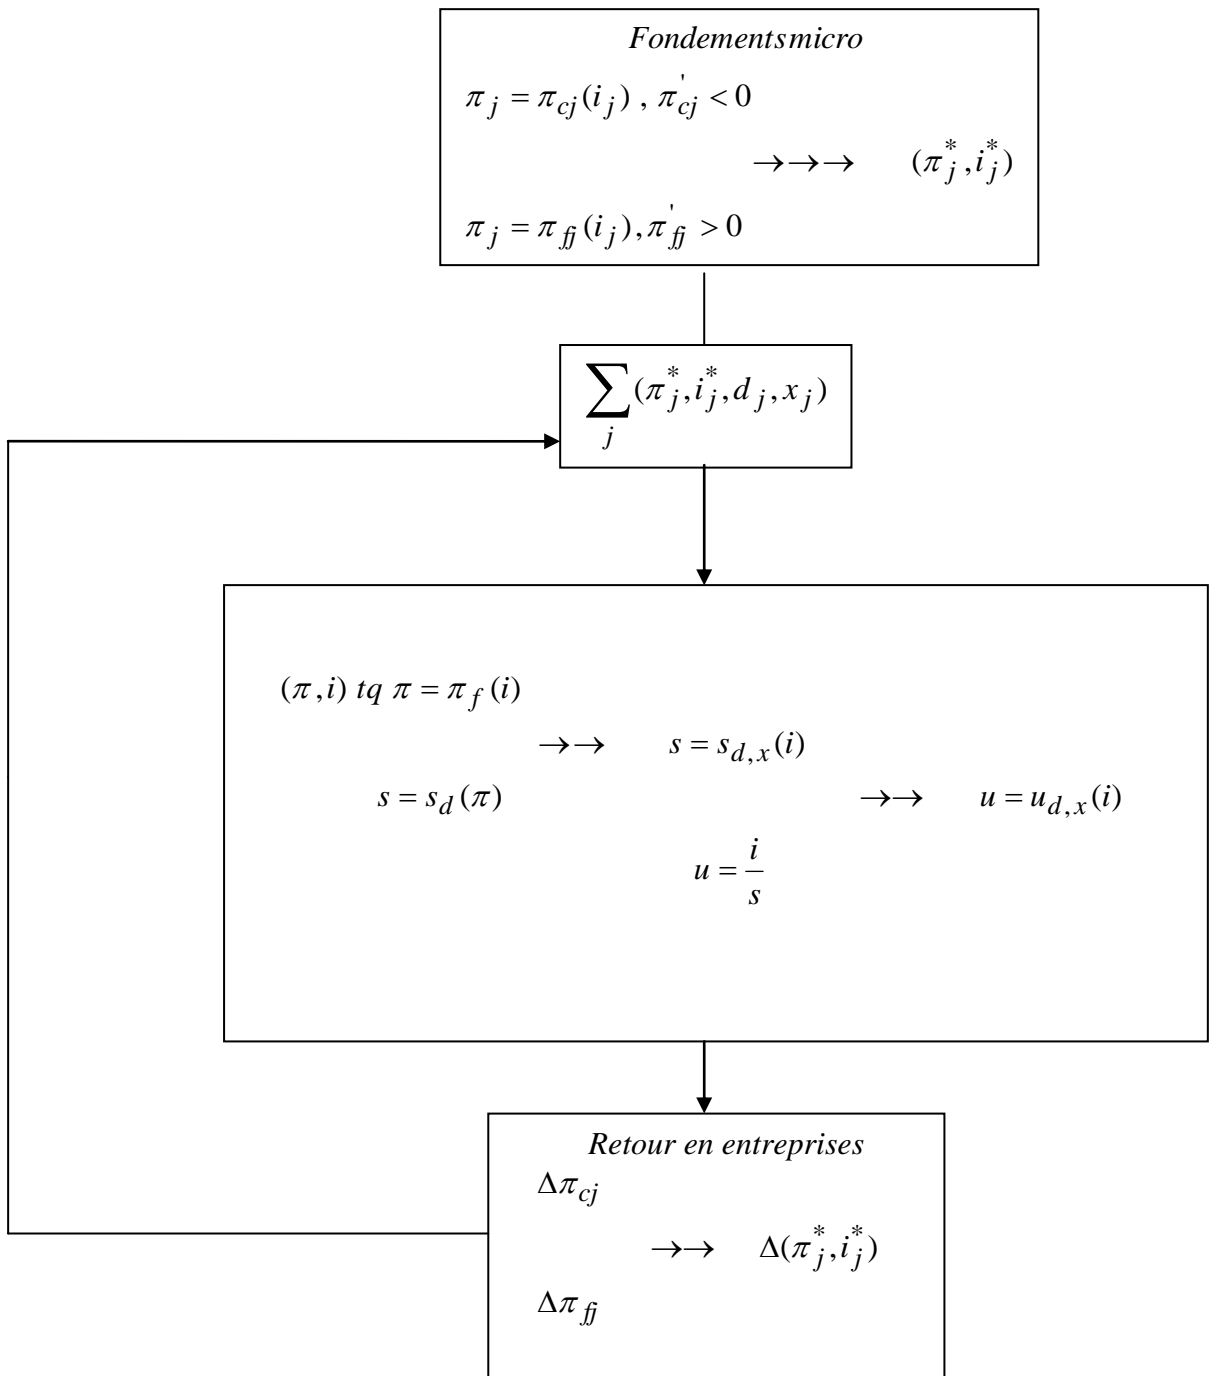 Fondementsmicro
π_j = π_cj(i_j) , π'_cj < 0
→→→ (π*_j, i*_j)
π_j = π_fj(i_j), π'_fj > 0
∑_j (π*_j, i*_j, d_j, x_j)
(π, i) tq π = π_f(i)
→→ s = s_d,x(i)
s = s_d(π) →→ u = u_d,x(i)
u = i/s
Retour en entreprises
Δπ_cj
→→ Δ(π*_j, i*_j)
Δπ_fj